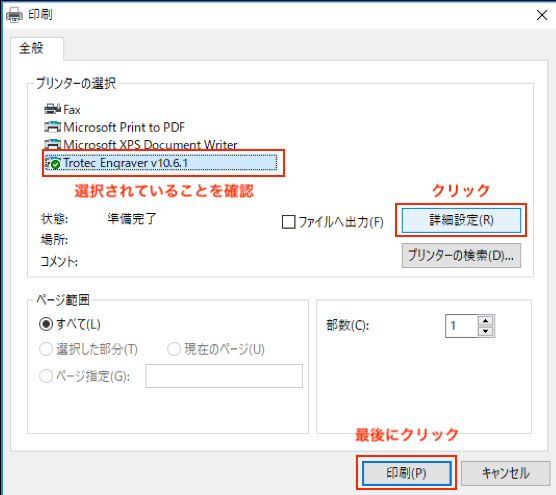 印刷
全般
プリンターの選択
Fax
Microsoft Print to PDF
Microsoft XPS Document Writer
Trotec Engraver v10.6.1
選択されていることを確認
クリック
状態: 準備完了
ファイルへ出力(F)
詳細設定(R)
場所:
コメント:
プリンターの検索(D)...
ページ範囲
すべて(L)
選択した部分(T)
現在のページ(U)
ページ指定(G):
部数(C): 1
最後にクリック
印刷(P)
キャンセル